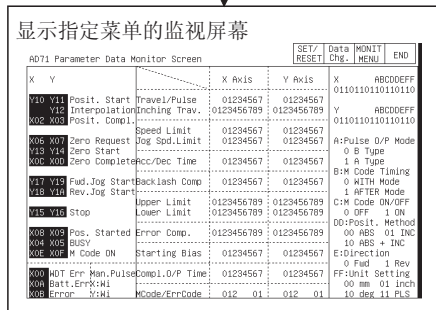 显示指定菜单的监视屏幕
AD71 Parameter Data Monitor Screen
SET/ RESET
Data Chg.
MONIT MENU
END
X Y X Axis Y Axis X ABCDDEFF
0110110110110110
Y10 Y11 Posit. Start Travel/Pulse 01234567 01234567
Y12 Interpolation Inching Trav. 0123456789 0123456789 Y ABCDDEFF
X02 X03 Posit. Compl. 0110110110110110
Speed Limit 01234567 01234567
X06 X07 Zero Request Jog Spd.Limit 01234567 01234567 A:Pulse O/P Mode
Y13 Y14 Zero Start 0 B Type
X0C X0D Zero Complete Acc/Dec Time 01234567 01234567 1 A Type
B:M Code Timing
Y17 Y19 Fwd.Jog Start Backlash Comp 01234567 01234567 0 WITH Mode
Y18 Y1A Rev.Jog Start 1 AFTER Mode
Upper Limit 0123456789 0123456789 C:M Code ON/OFF
Y15 Y16 Stop Lower Limit 0123456789 0123456789 0 OFF 1 ON
DD:Posit. Method
X08 X09 Pos. Started Error Comp. 0123456789 0123456789 00 ABS 01 INC
X04 X05 BUSY 10 ABS + INC
X0E X0F M Code ON Starting Bias 01234567 01234567 E:Direction
0 Fwd 1 Rev
X00 WDT Err Man.Pulse Compl.O/P Time 01234567 01234567 FF:Unit Setting
X0A Batt.Err X:Wi 00 mm 01 inch
X0B Error Y:Wi MCode/ErrCode 012 01 012 01 10 deg 11 PLS